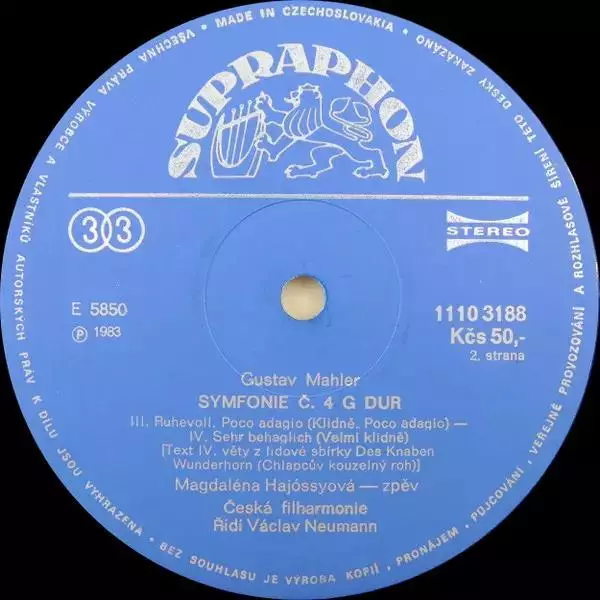 MADE IN CZECHOSLOVAKIA • VŠECHNA PRÁVA VÝROBCE A VLASTNÍKŮ AUTORSKÝCH PRÁV K DÍLU JSOU VYHRAZENA • BEZ SOUHLASU JE VÝROBA KOPIÍ, PRONÁJEM, PŮJČOVÁNÍ, VEŘEJNÉ PROVOZOVÁNÍ A ROZHLASOVÉ ŠÍŘENÍ TÉTO DESKY ZAKÁZÁNO •
SUPRAPHON
33
STEREO
E 5850
Ⓟ 1983
1110 3188
Kčs 50,-
2. strana
Gustav Mahler
SYMFONIE Č. 4 G DUR
III. Ruhevoll, Poco adagio (Klidně, Poco adagio) —
IV. Sehr behaglich (Velmi klidně)
[Text IV. věty z lidové sbírky Des Knaben
Wunderhorn (Chlapcův kouzelný roh)]
Magdaléna Hajóssyová — zpěv
Česká filharmonie
Řídí Václav Neumann